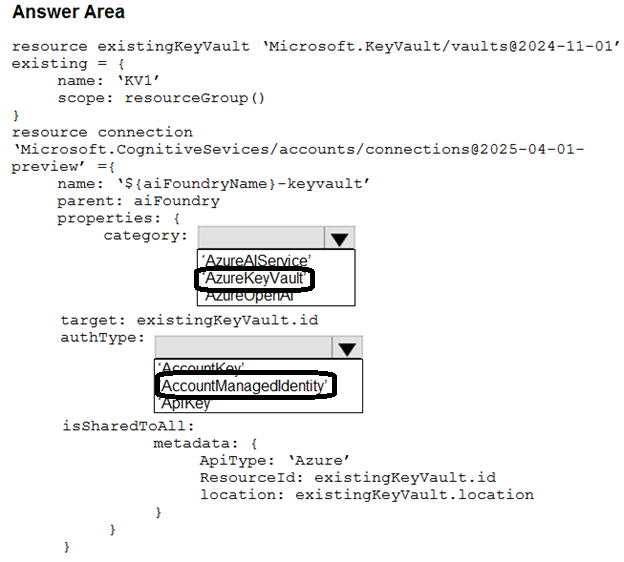 Answer Area
resource existingKeyVault ‘Microsoft.KeyVault/vaults@2024-11-01’
existing = {
name: ‘KV1’
scope: resourceGroup()
}
resource connection
‘Microsoft.CognitiveSevices/accounts/connections@2025-04-01-
preview’ ={
name: ‘${aiFoundryName}-keyvault’
parent: aiFoundry
properties: {
category:
‘AzureAIService’
‘AzureKeyVault’
‘AzureOpenAI’
target: existingKeyVault.id
authType:
‘AccountKey’
‘AccountManagedIdentity’
‘ApiKey’
isSharedToAll:
metadata: {
ApiType: ‘Azure’
ResourceId: existingKeyVault.id
location: existingKeyVault.location
}
}
}